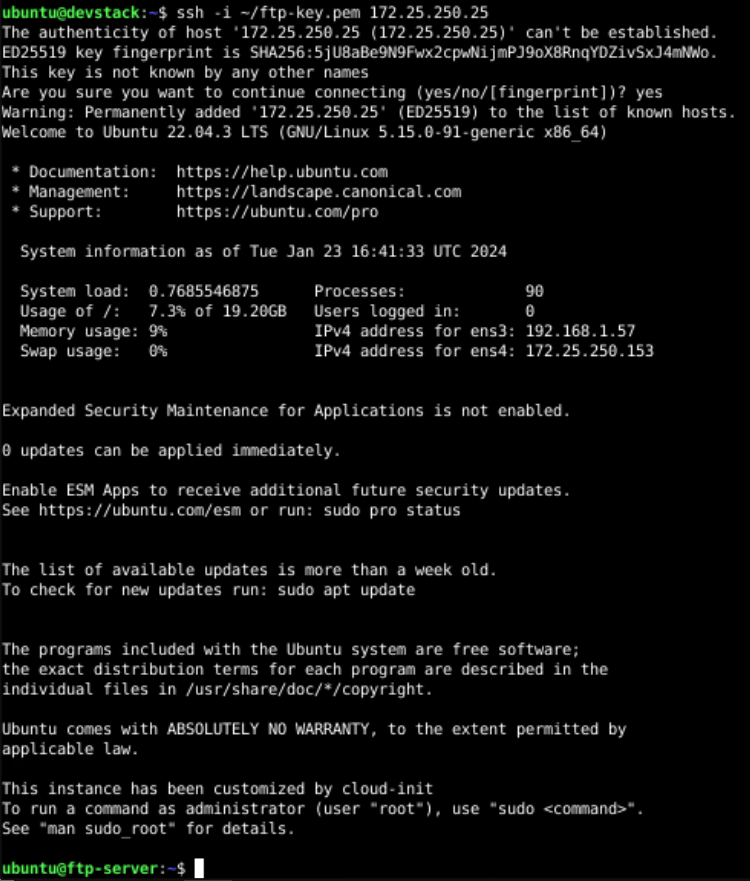 ubuntu@devstack:~$ ssh -i ~/ftp-key.pem 172.25.250.25
The authenticity of host '172.25.250.25 (172.25.250.25)' can't be established.
ED25519 key fingerprint is SHA256:5jU8aBe9N9Fwx2cpwNijmPJ9oX8RnqYDZivSxJ4mNWo.
This key is not known by any other names
Are you sure you want to continue connecting (yes/no/[fingerprint])? yes
Warning: Permanently added '172.25.250.25' (ED25519) to the list of known hosts.
Welcome to Ubuntu 22.04.3 LTS (GNU/Linux 5.15.0-91-generic x86_64)
* Documentation:  https://help.ubuntu.com
* Management:     https://landscape.canonical.com
* Support:        https://ubuntu.com/pro
System information as of Tue Jan 23 16:41:33 UTC 2024
System load:  0.7685546875      Processes:             90
Usage of /:   7.3% of 19.20GB   Users logged in:       0
Memory usage: 9%                IPv4 address for ens3: 192.168.1.57
Swap usage:   0%                IPv4 address for ens4: 172.25.250.153
Expanded Security Maintenance for Applications is not enabled.
0 updates can be applied immediately.
Enable ESM Apps to receive additional future security updates.
See https://ubuntu.com/esm or run: sudo pro status
The list of available updates is more than a week old.
To check for new updates run: sudo apt update
The programs included with the Ubuntu system are free software;
the exact distribution terms for each program are described in the
individual files in /usr/share/doc/*/copyright.
Ubuntu comes with ABSOLUTELY NO WARRANTY, to the extent permitted by
applicable law.
This instance has been customized by cloud-init
To run a command as administrator (user "root"), use "sudo <command>".
See "man sudo_root" for details.
ubuntu@ftp-server:~$